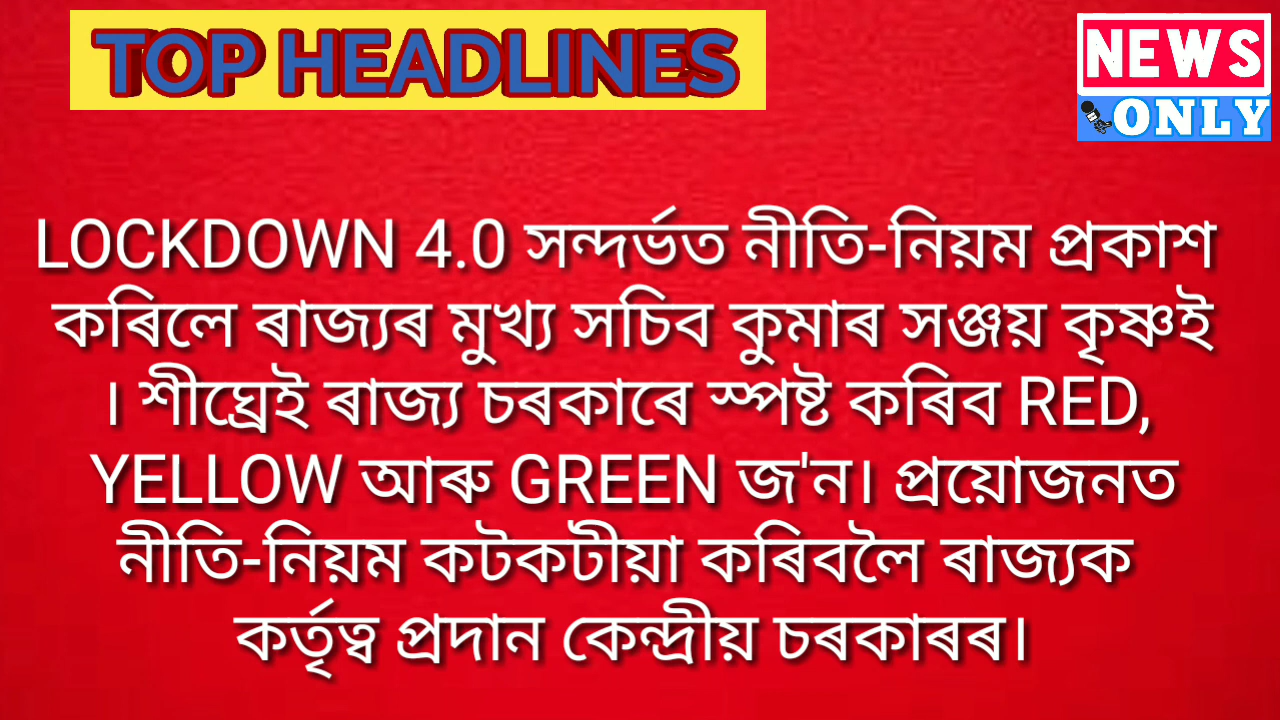 TOP HEADLINES
NEWS
ONLY
LOCKDOWN 4.0 সন্দৰ্ভত নীতি-নিয়ম প্ৰকাশ
কৰিলে ৰাজ্যৰ মুখ্য সচিব কুমাৰ সঞ্জয় কৃষ্ণই
। শীঘ্ৰেই ৰাজ্য চৰকাৰে স্পষ্ট কৰিব RED,
YELLOW আৰু GREEN জ'ন। প্ৰয়োজনত
নীতি-নিয়ম কটকটীয়া কৰিবলৈ ৰাজ্যক
কৰ্তৃত্ব প্ৰদান কেন্দ্ৰীয় চৰকাৰৰ।